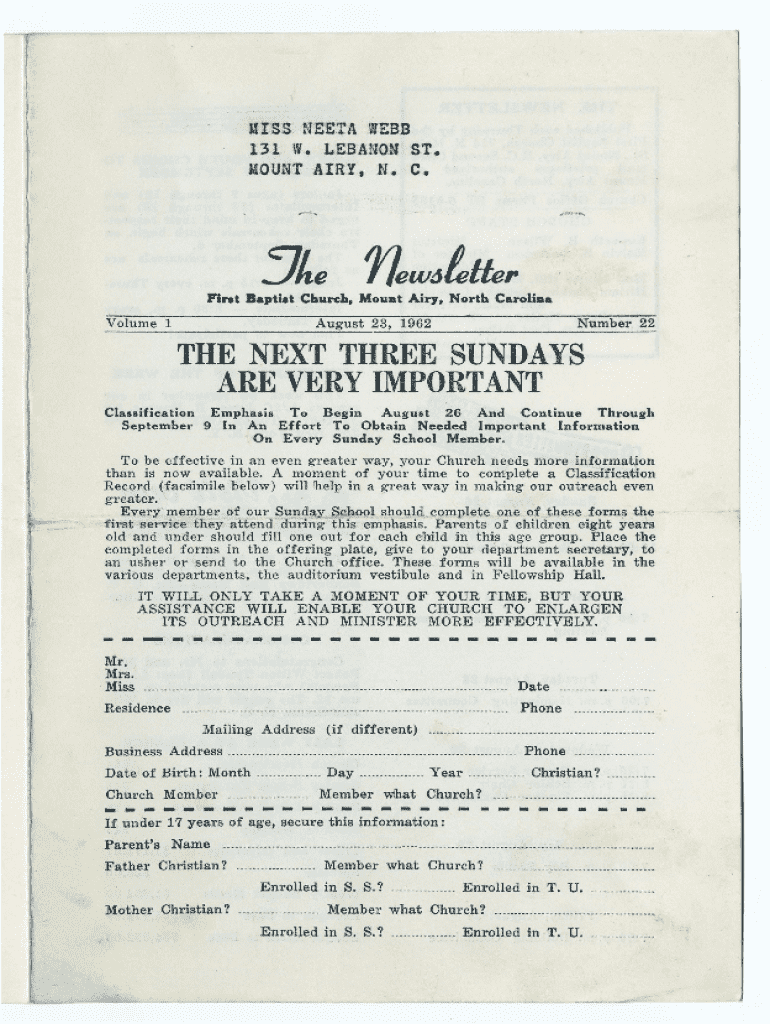 MISS NEETA WEBB
131 W. LEBANON ST.
MOUNT AIRY, N. C.
The Newsletter
First Baptist Church, Mount Airy, North Carolina
Volume 1 August 23, 1962 Number 22
THE NEXT THREE SUNDAYS
ARE VERY IMPORTANT
Classification Emphasis To Begin August 26 And Continue Through
September 9 In An Effort To Obtain Needed Important Information
On Every Sunday School Member.
To be effective in an even greater way, your Church needs more information
than is now available. A moment of your time to complete a Classification
Record (facsimile below) will help in a great way in making our outreach even
greater.
Every member of our Sunday School should complete one of these forms the
first service they attend during this emphasis. Parents of children eight years
old and under should fill one out for each child in this age group. Place the
completed forms in the offering plate, give to your department secretary, to
an usher or send to the Church office. These forms will be available in the
various departments, the auditorium vestibule and in Fellowship Hall.
IT WILL ONLY TAKE A MOMENT OF YOUR TIME, BUT YOUR
ASSISTANCE WILL ENABLE YOUR CHURCH TO ENLARGEN
ITS OUTREACH AND MINISTER MORE EFFECTIVELY.
Mr.
Mrs.
Miss Date
Residence Phone
Mailing Address (if different)
Business Address Phone
Date of Birth: Month Day Year Christian?
Church Member Member what Church?
If under 17 years of age, secure this information:
Parent's Name
Father Christian? Member what Church?
Enrolled in S. S.? Enrolled in T. U.
Mother Christian? Member what Church?
Enrolled in S. S.? Enrolled in T. U.